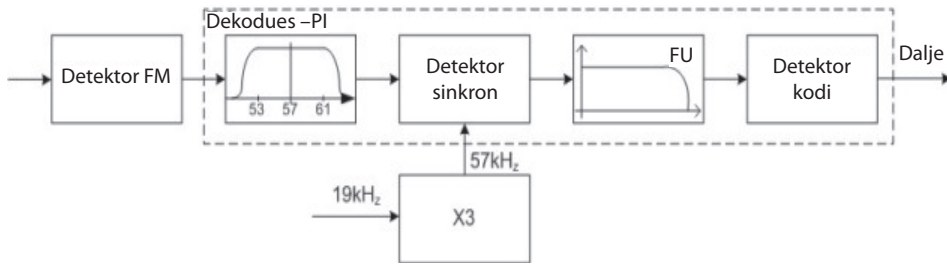 Dekodues –PI
Detektor FM
53 57 61
Detektor
sinkron
FU
Detektor
kodi
Dalje
57kHz
19kHz
X3